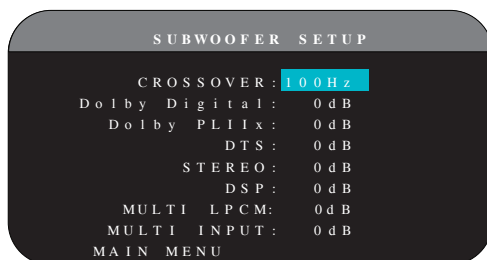 SUBWOOFER SETUP
CROSSOVER: 100Hz
Dolby Digital: 0dB
Dolby PLIIx: 0dB
DTS: 0dB
STEREO: 0dB
DSP: 0dB
MULTI LPCM: 0dB
MULTI INPUT: 0dB
MAIN MENU